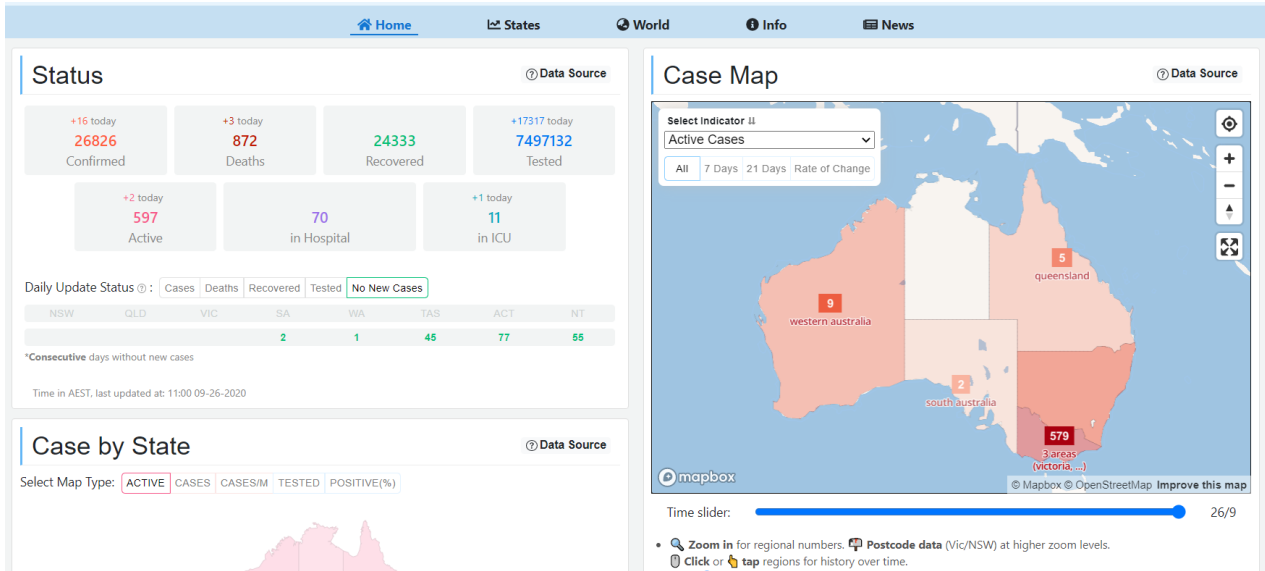 Home States World Info News
Status
Data Source
+16 today
26826
Confirmed
+3 today
872
Deaths
24333
Recovered
+17317 today
7497132
Tested
+2 today
597
Active
70
in Hospital
+1 today
11
in ICU
Daily Update Status ? : Cases Deaths Recovered Tested No New Cases
NSW QLD VIC SA WA TAS ACT NT
2 1 45 77 55
*Consecutive days without new cases
Time in AEST, last updated at: 11:00 09-26-2020
Case by State
Data Source
Select Map Type: ACTIVE CASES CASES/M TESTED POSITIVE(%)
Case Map
Data Source
Select Indicator
Active Cases
All 7 Days 21 Days Rate of Change
5
queensland
9
western australia
2
south australia
579
3 areas
(victoria, ...)
mapbox
© Mapbox © OpenStreetMap Improve this map
Time slider: 26/9
• Zoom in for regional numbers. Postcode data (Vic/NSW) at higher zoom levels.
Click or tap regions for history over time.